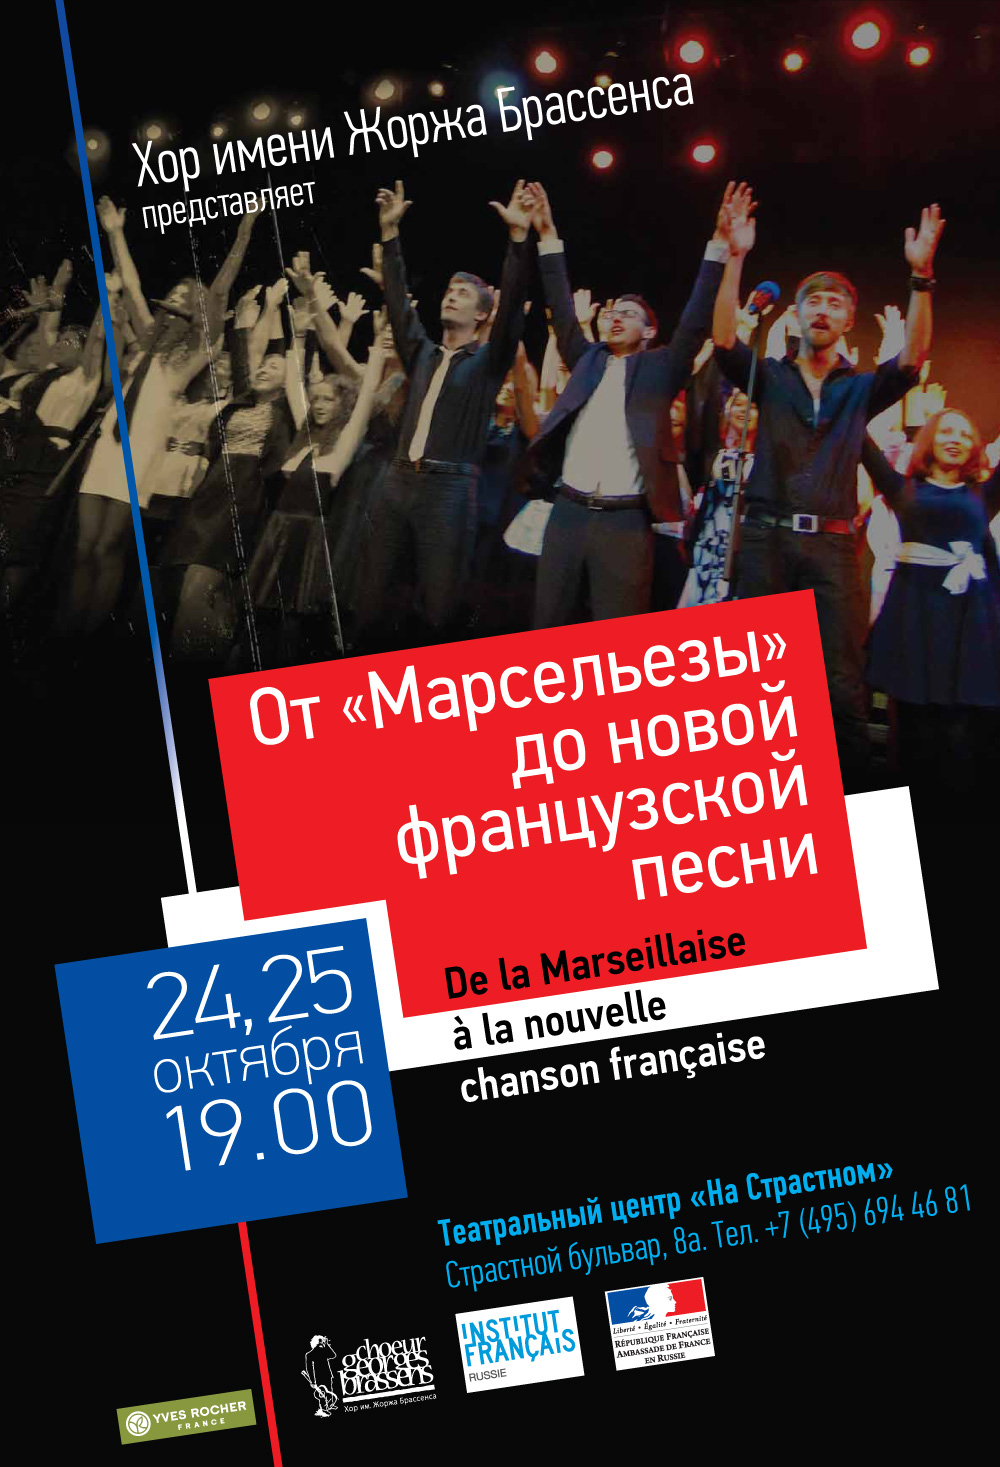 Хор имени Жоржа Брассенса
представляет
От «Марсельезы»
до новой
французской
песни
De la Marseillaise
à la nouvelle
chanson française
24, 25
октября
19.00
Театральный центр «На Страстном»
Страстной бульвар, 8а. Тел. +7 (495) 694 46 81
choeur
georges
brassens
Хор им. Жоржа Брассенса
INSTITUT
FRANÇAIS
RUSSIE
Liberté • Égalité • Fraternité
RÉPUBLIQUE FRANÇAISE
AMBASSADE DE FRANCE
EN RUSSIE
YVES ROCHER
FRANCE